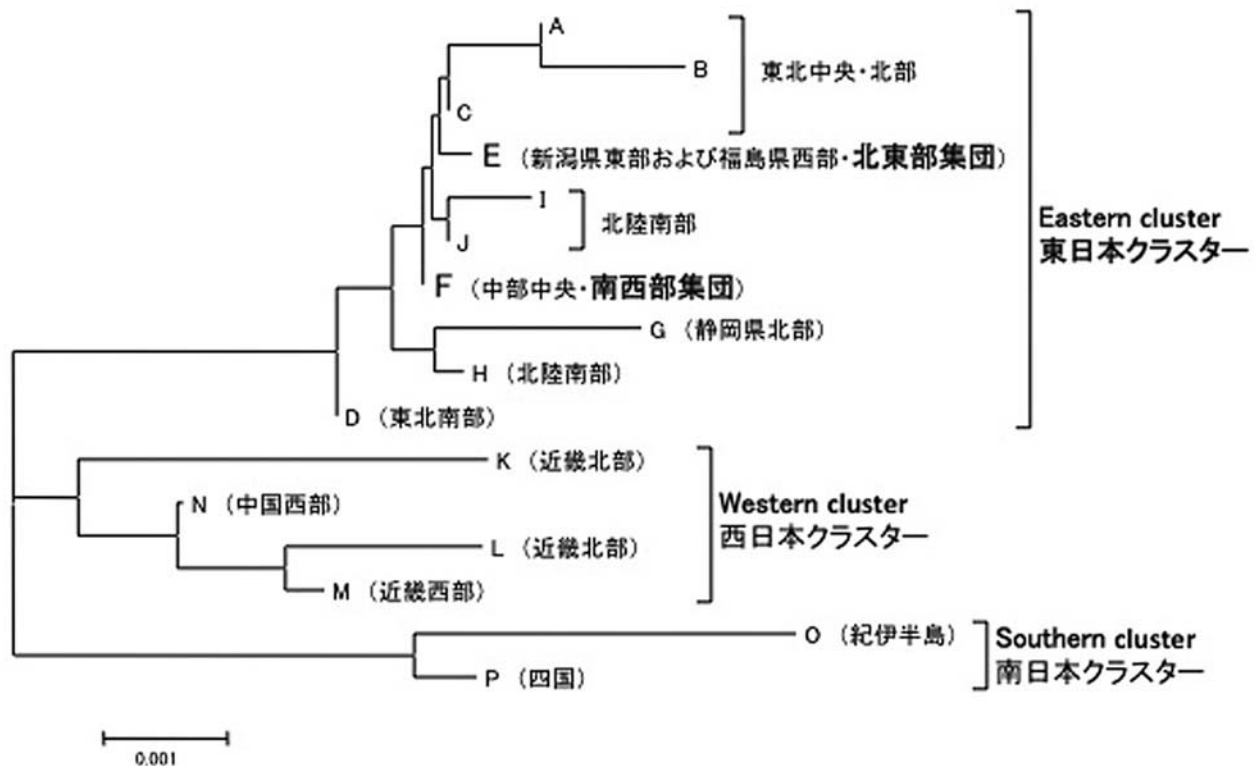 A
B
東北中央・北部
C
E (新潟県東部および福島県西部・北東部集団)
I
北陸南部
J
Eastern cluster
東日本クラスター
F (中部中央・南西部集団)
G (静岡県北部)
H (北陸南部)
D (東北南部)
K (近畿北部)
N (中国西部)
Western cluster
西日本クラスター
L (近畿北部)
M (近畿西部)
O (紀伊半島)
Southern cluster
南日本クラスター
P (四国)
0.001